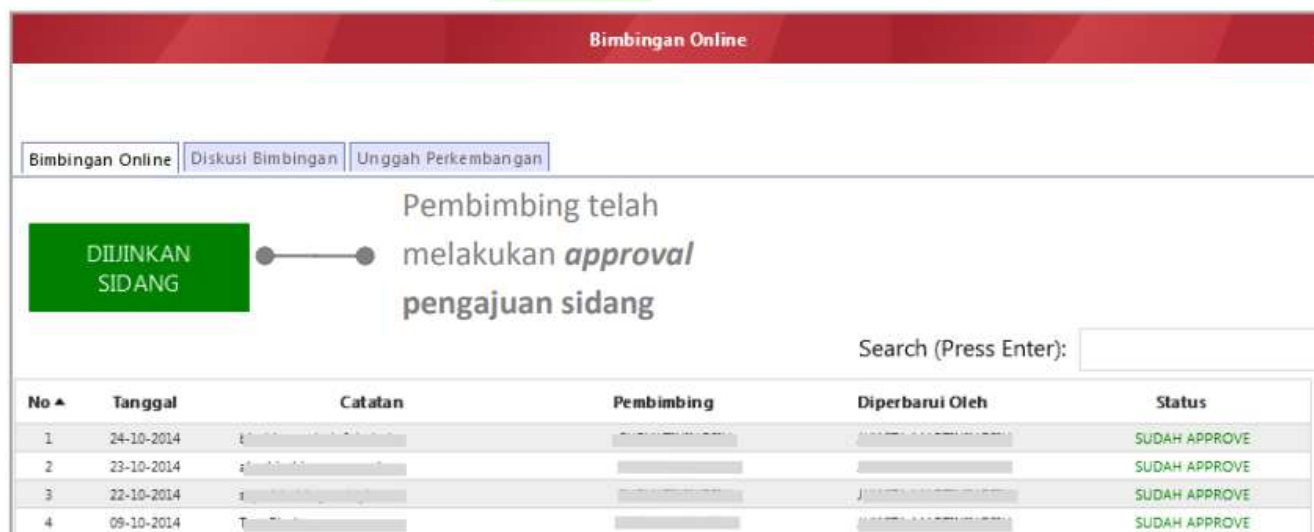 Bimbingan Online
Bimbingan Online Diskusi Bimbingan Unggah Perkembangan
Pembimbing telah
melakukan approval
pengajuan sidang
DIIJINKAN
SIDANG
Search (Press Enter):
No Tanggal Catatan Pembimbing Diperbarui Oleh Status
1 24-10-2014 SUDAH APPROVE
2 23-10-2014 SUDAH APPROVE
3 22-10-2014 SUDAH APPROVE
4 09-10-2014 SUDAH APPROVE